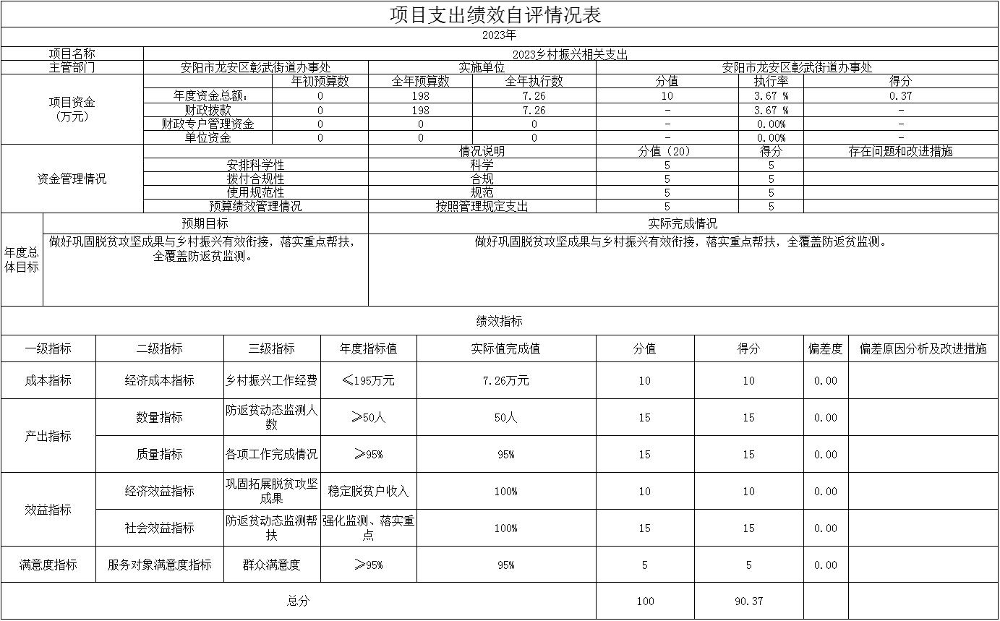 项目支出绩效自评情况表
2023年
项目名称 2023乡村振兴相关支出
主管部门 安阳市龙安区彰武街道办事处 实施单位 安阳市龙安区彰武街道办事处
项目资金
(万元) 年初预算数 全年预算数 全年执行数 分值 执行率 得分
年度资金总额: 0 198 7.26 10 3.67 % 0.37
财政拨款 0 198 7.26 - 3.67 % -
财政专户管理资金 0 0 0 - 0.00% -
单位资金 0 0 0 - 0.00% -
资金管理情况 情况说明 分值（20） 得分 存在问题和改进措施
安排科学性 科学 5 5
拨付合规性 合规 5 5
使用规范性 规范 5 5
预算绩效管理情况 按照管理规定支出 5 5
年度总
体目标 预期目标 实际完成情况
做好巩固脱贫攻坚成果与乡村振兴有效衔接，落实重点帮扶，
全覆盖防返贫监测。
做好巩固脱贫攻坚成果与乡村振兴有效衔接，落实重点帮扶，全覆盖防返贫监测。
绩效指标
一级指标 二级指标 三级指标 年度指标值 实际值完成值 分值 得分 偏差度 偏差原因分析及改进措施
成本指标 经济成本指标 乡村振兴工作经费 ≤195万元 7.26万元 10 10 0.00
产出指标 数量指标 防返贫动态监测人
数 ≥50人 50人 15 15 0.00
质量指标 各项工作完成情况 ≥95% 95% 15 15 0.00
效益指标 经济效益指标 巩固拓展脱贫攻坚
成果 稳定脱贫户收入 100% 10 10 0.00
社会效益指标 防返贫动态监测帮
扶 强化监测、落实重
点 100% 15 15 0.00
满意度指标 服务对象满意度指标 群众满意度 ≥95% 95% 5 5 0.00
总分 100 90.37